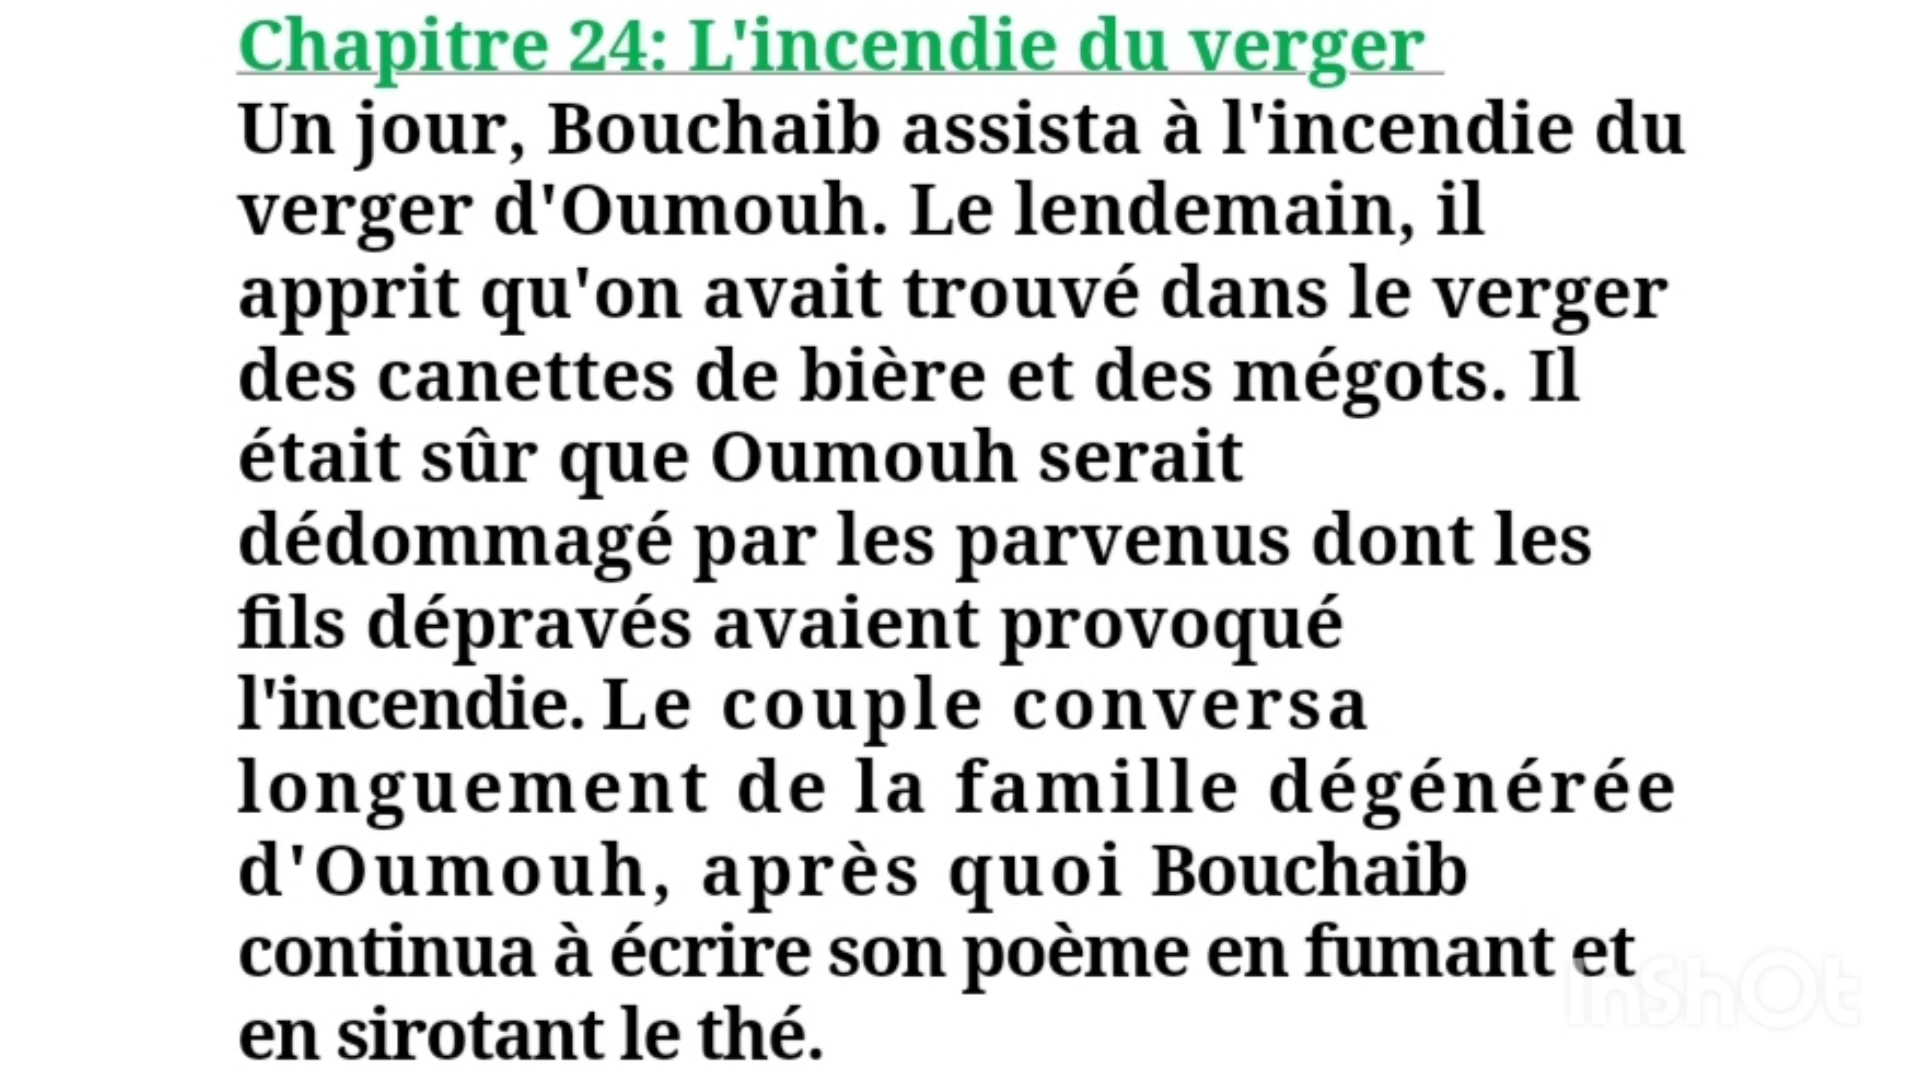 Chapitre 24: L'incendie du verger
Un jour, Bouchaib assista à l'incendie du
verger d'Oumouh. Le lendemain, il
apprit qu'on avait trouvé dans le verger
des canettes de bière et des mégots. Il
était sûr que Oumouh serait
dédommagé par les parvenus dont les
fils dépravés avaient provoqué
l'incendie. Le couple conversa
longuement de la famille dégénérée
d'Oumouh, après quoi Bouchaib
continua à écrire son poème en fumant et
en sirotant le thé.
InShOt